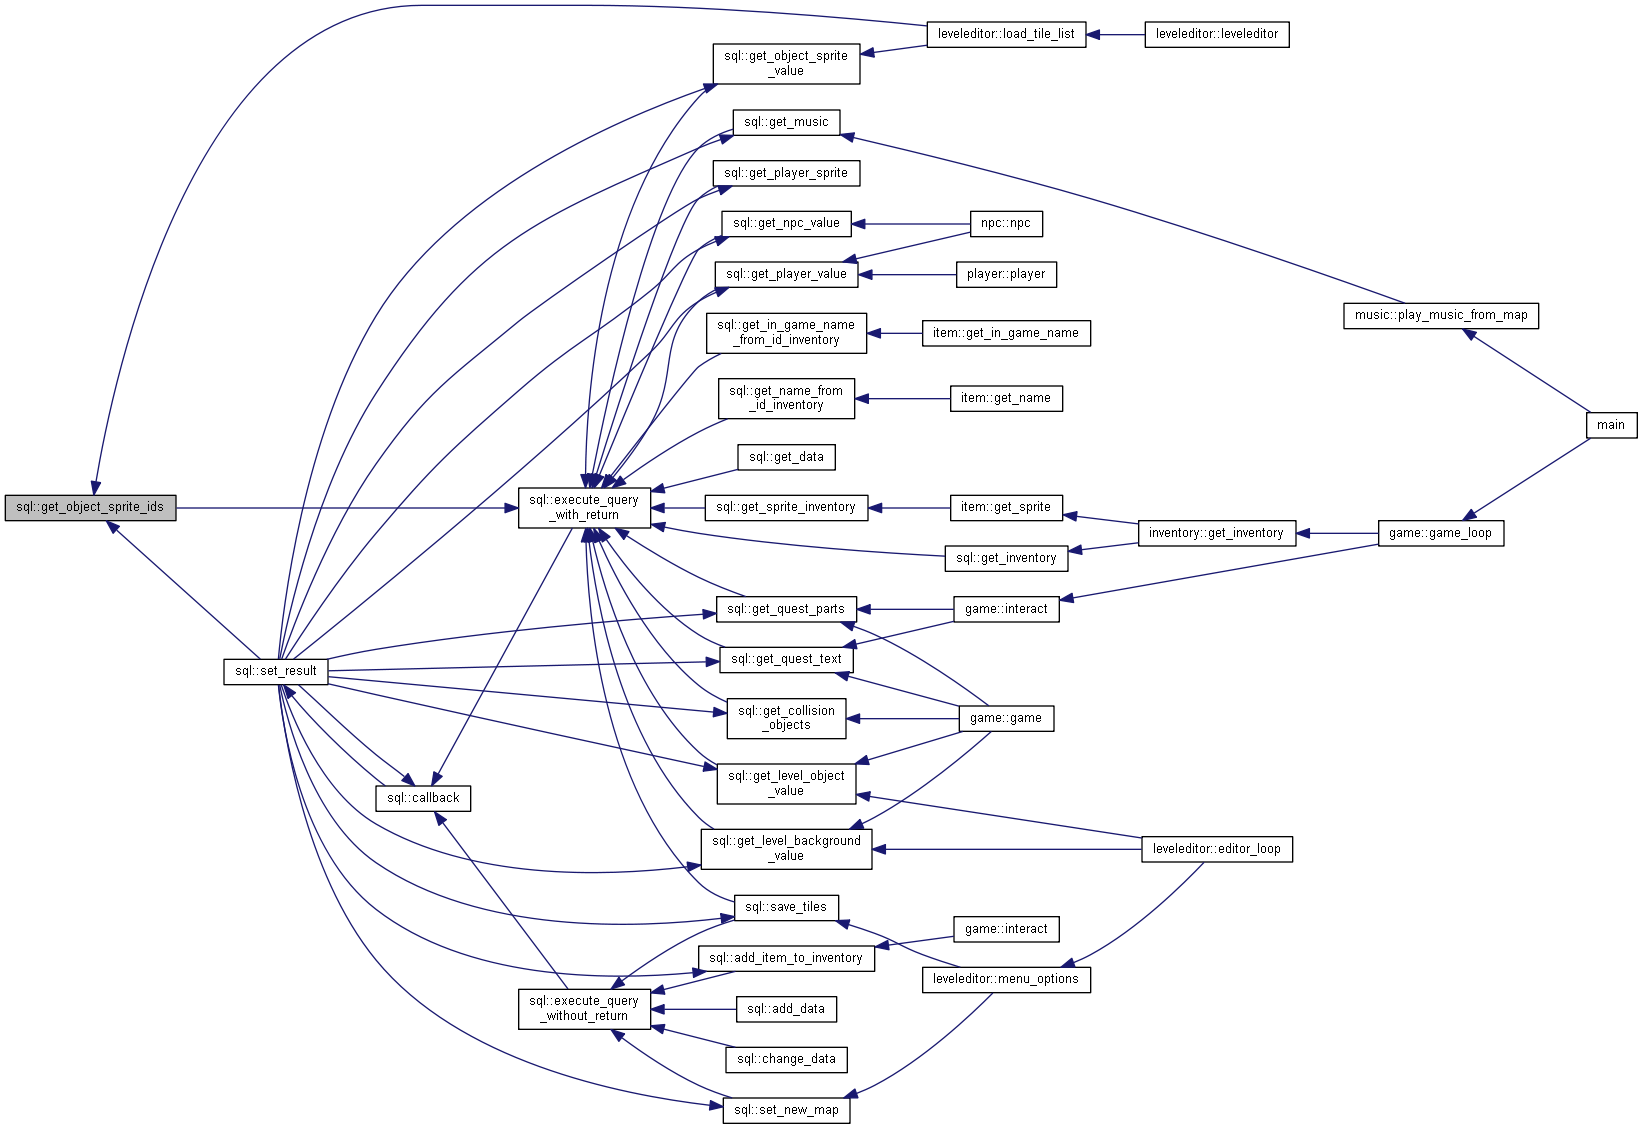 leveleditor::load_tile_list
leveleditor::leveleditor
sql::get_object_sprite
_value
sql::get_music
sql::get_player_sprite
sql::get_npc_value
npc::npc
sql::get_player_value
player::player
music::play_music_from_map
sql::get_in_game_name
_from_id_inventory
item::get_in_game_name
sql::get_name_from
_id_inventory
item::get_name
main
sql::get_data
sql::get_object_sprite_ids
sql::execute_query
_with_return
sql::get_sprite_inventory
item::get_sprite
inventory::get_inventory
game::game_loop
sql::get_inventory
sql::get_quest_parts
game::interact
sql::set_result
sql::get_quest_text
sql::get_collision
_objects
game::game
sql::get_level_object
_value
sql::callback
sql::get_level_background
_value
leveleditor::editor_loop
sql::save_tiles
game::interact
sql::add_item_to_inventory
leveleditor::menu_options
sql::execute_query
_without_return
sql::add_data
sql::change_data
sql::set_new_map